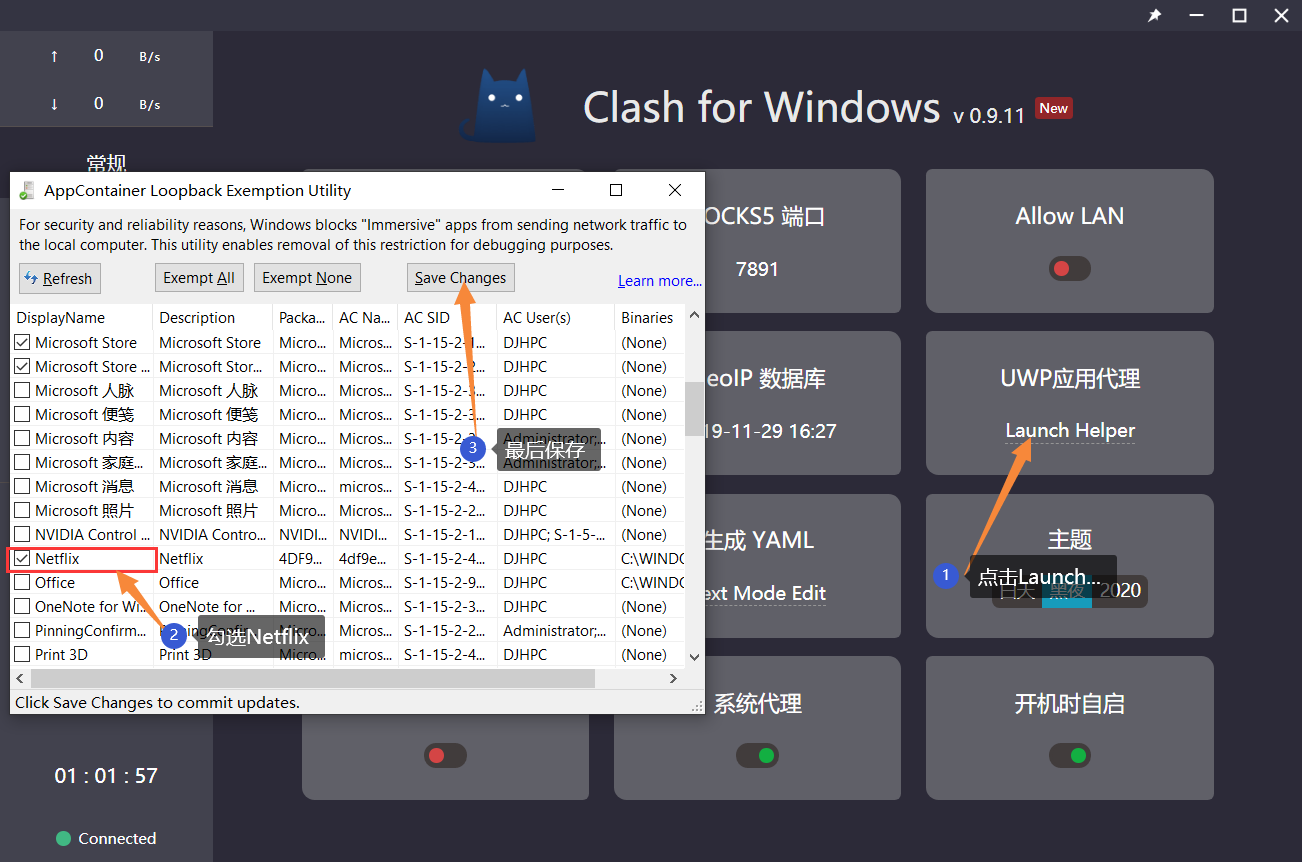 ↑ 0 B/s
↓ 0 B/s
常规
Clash for Windows v 0.9.11 New
AppContainer Loopback Exemption Utility
For security and reliability reasons, Windows blocks "Immersive" apps from sending network traffic to
the local computer. This utility enables removal of this restriction for debugging purposes.
Refresh Exempt All Exempt None Save Changes Learn more...
DisplayName Description Packa... AC Na... AC SID AC User(s) Binaries
Microsoft Store Microsoft Store Micro... Micros... S-1-15-2-1... DJHPC (None)
Microsoft Store ... Microsoft Stor... Micro... Micros... S-1-15-2-2... DJHPC (None)
Microsoft 人脉 Microsoft 人脉 Micro... Micros... S-1-15-2-3... DJHPC (None)
Microsoft 便笺 Microsoft 便笺 Micro... Micros... S-1-15-2-3... DJHPC (None)
Microsoft 内容 Microsoft 内容 Micro... Micros... S-1-15-2-2... Administrator;... (None)
Microsoft 家庭... Microsoft 家庭... Micro... Micros... S-1-15-2-3... Administrator;... (None)
Microsoft 消息 Microsoft 消息 Micro... micros... S-1-15-2-4... DJHPC (None)
Microsoft 照片 Microsoft 照片 Micro... Micros... S-1-15-2-4... DJHPC (None)
NVIDIA Control ... NVIDIA Contro... NVIDI... NVIDI... S-1-15-2-1... DJHPC; S-1-5-... (None)
Netflix Netflix 4DF9... 4df9e... S-1-15-2-4... DJHPC C:\WINDO
Office Office Micro... Micros... S-1-15-2-9... DJHPC C:\WINDO
OneNote for Wi... OneNote for ... Micro... Micros... S-1-15-2-3... DJHPC (None)
PinningConfirm... PinningConfi... Micro... Micros... S-1-15-2-2... Administrator;... (None)
Print 3D Print 3D Micro... micros... S-1-15-2-4... DJHPC (None)
Click Save Changes to commit updates.
3 最后保存
2 勾选Netflix
OCKS5 端口
7891
Allow LAN
eoIP 数据库
19-11-29 16:27
UWP应用代理
Launch Helper
生成 YAML
ext Mode Edit
主题
1 点击Launch...
白天 黑夜 2020
系统代理
开机时自启
01 : 01 : 57
Connected